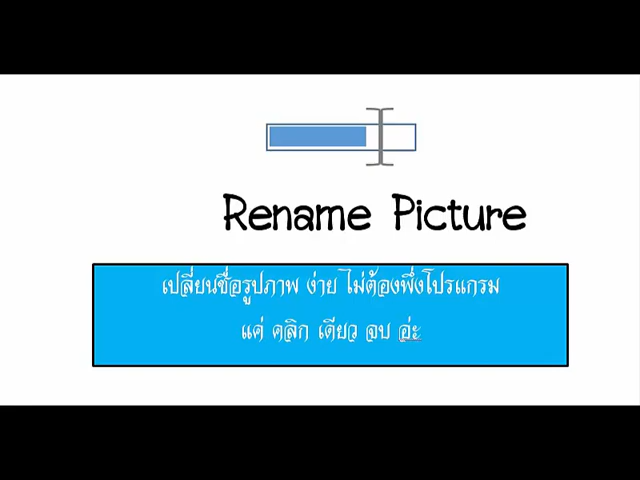 Rename Picture
เปลี่ยนชื่อรูปภาพ ง่าย ไม่ต้องพึ่งโปรแกรม
แค่ คลิก เดียว จบ อ่ะ